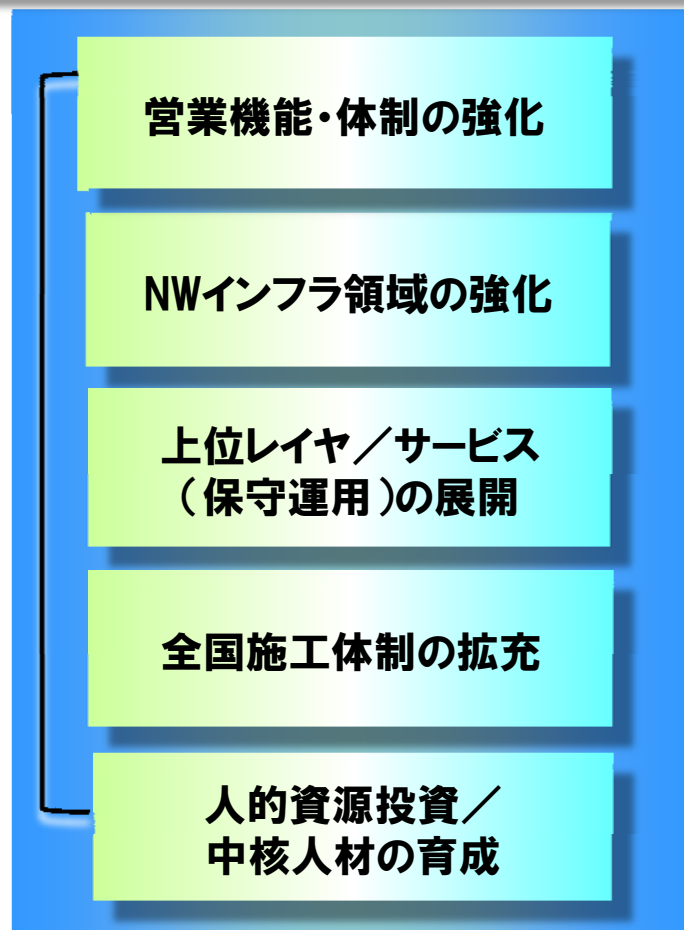 営業機能・体制の強化
NWインフラ領域の強化
上位レイヤ／サービス
（保守運用）の展開
全国施工体制の拡充
人的資源投資／
中核人材の育成